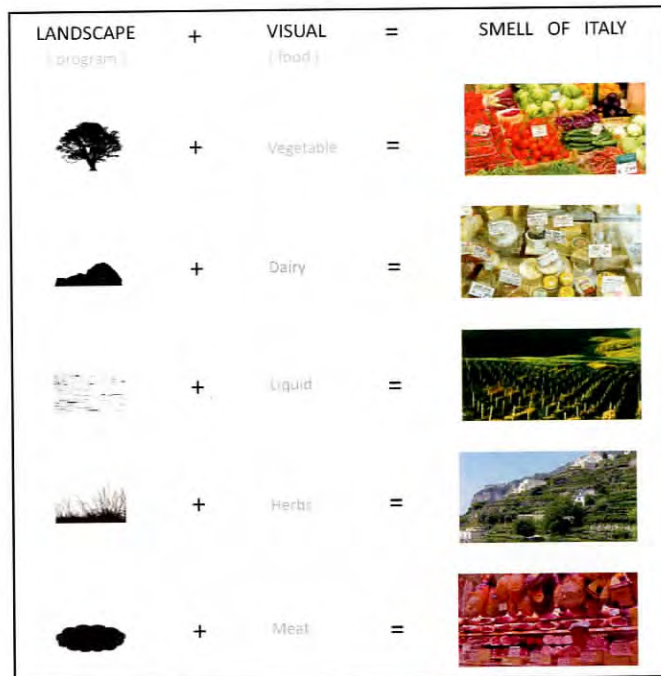 LANDSCAPE + VISUAL = SMELL OF ITALY
( program ) ( food )
+ Vegetable =
+ Dairy =
+ Liquid =
+ Herbs =
+ Meat =